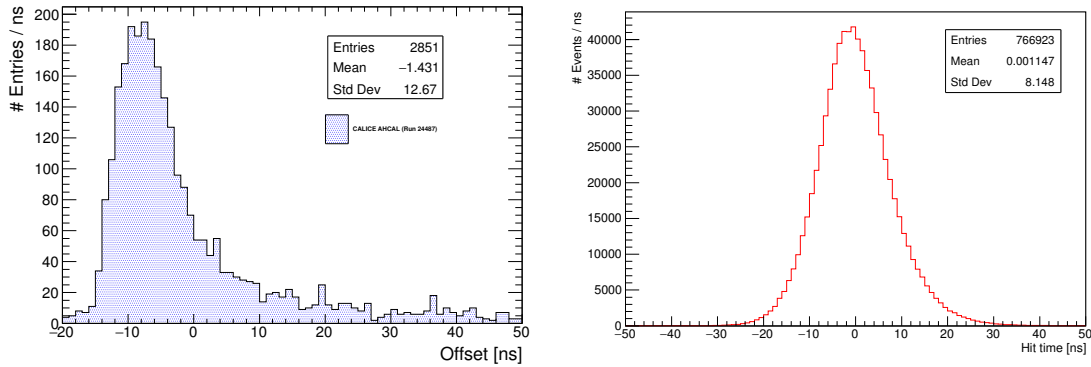 # Entries / ns
200
180
160
140
120
100
80
60
40
20
0
−20 −10 0 10 20 30 40 50
Offset [ns]
Entries 2851
Mean −1.431
Std Dev 12.67
CALICE AHCAL (Run 24487)
# Events / ns
40000
35000
30000
25000
20000
15000
10000
5000
0
−50 −40 −30 −20 −10 0 10 20 30 40 50
Hit time [ns]
Entries 766923
Mean 0.001147
Std Dev 8.148